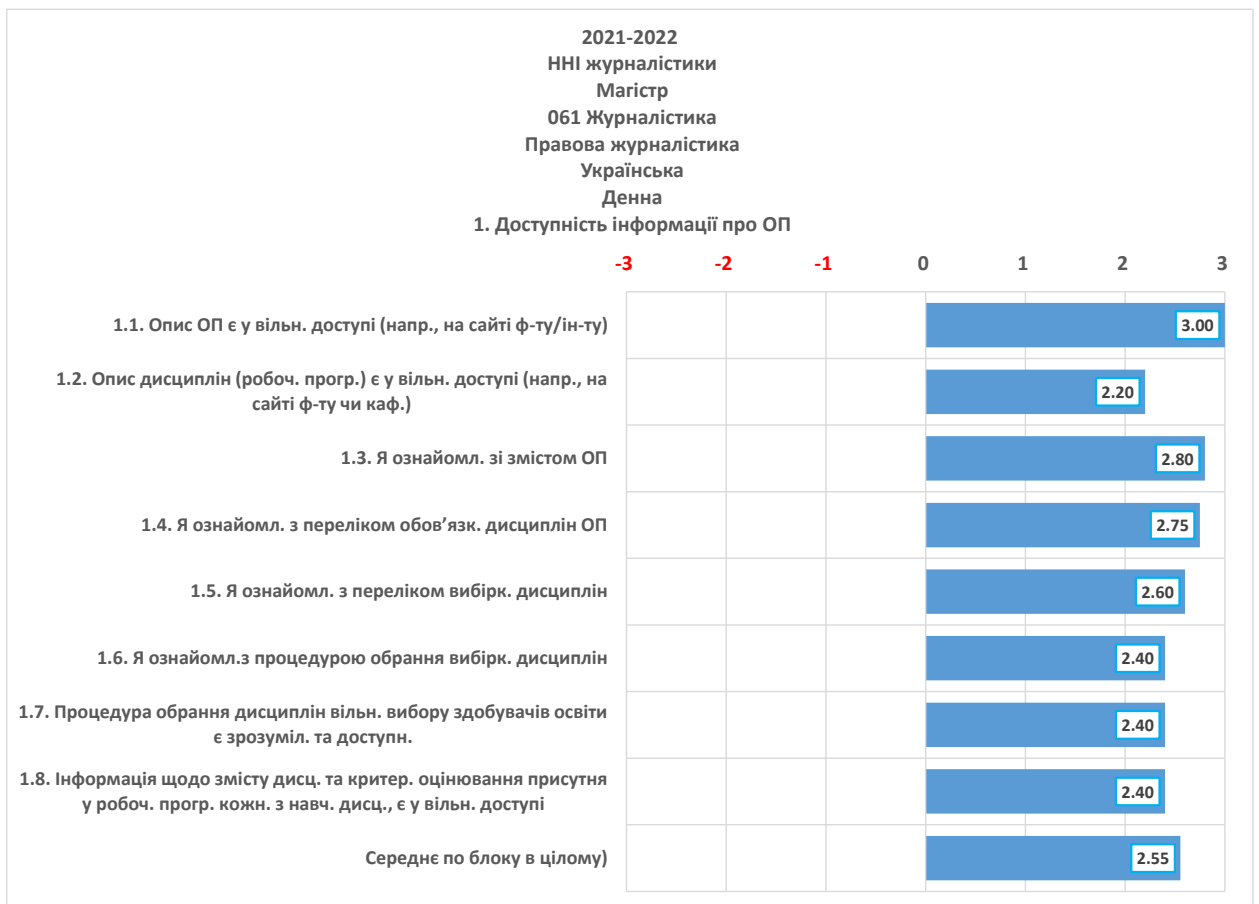 2021-2022
ННІ журналістики
Магістр
061 Журналістика
Правова журналістика
Українська
Денна
1. Доступність інформації про ОП
-3 -2 -1 0 1 2 3
1.1. Опис ОП є у вільн. доступі (напр., на сайті ф-ту/ін-ту)
3.00
1.2. Опис дисциплін (робоч. прогр.) є у вільн. доступі (напр., на
сайті ф-ту чи каф.)
2.20
1.3. Я ознайомл. зі змістом ОП
2.80
1.4. Я ознайомл. з переліком обов’язк. дисциплін ОП
2.75
1.5. Я ознайомл. з переліком вибірк. дисциплін
2.60
1.6. Я ознайомл.з процедурою обрання вибірк. дисциплін
2.40
1.7. Процедура обрання дисциплін вільн. вибору здобувачів освіти
є зрозуміл. та доступн.
2.40
1.8. Інформація щодо змісту дисц. та критер. оцінювання присутня
у робоч. прогр. кожн. з навч. дисц., є у вільн. доступі
2.40
Середнє по блоку в цілому)
2.55